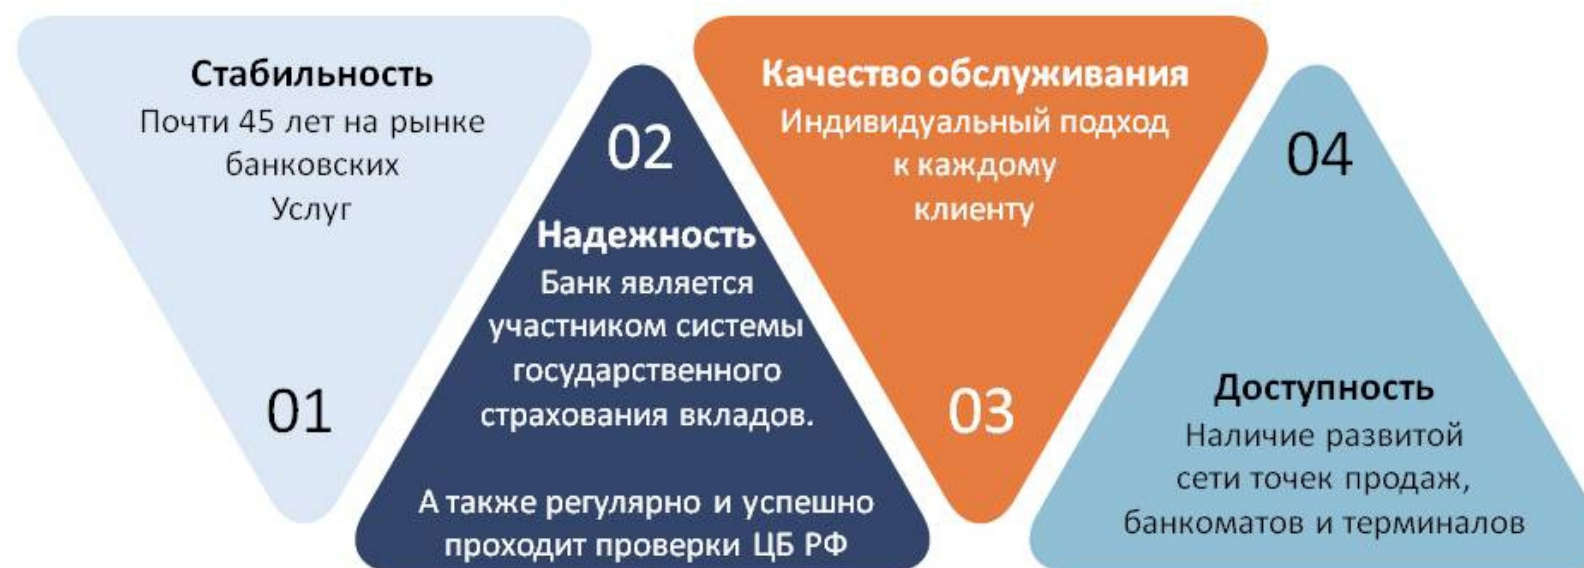 Стабильность
Почти 45 лет на рынке
банковских
Услуг
01
02
Надежность
Банк является
участником системы
государственного
страхования вкладов.
А также регулярно и успешно
проходит проверки ЦБ РФ
Качество обслуживания
Индивидуальный подход
к каждому
клиенту
03
04
Доступность
Наличие развитой
сети точек продаж,
банкоматов и терминалов